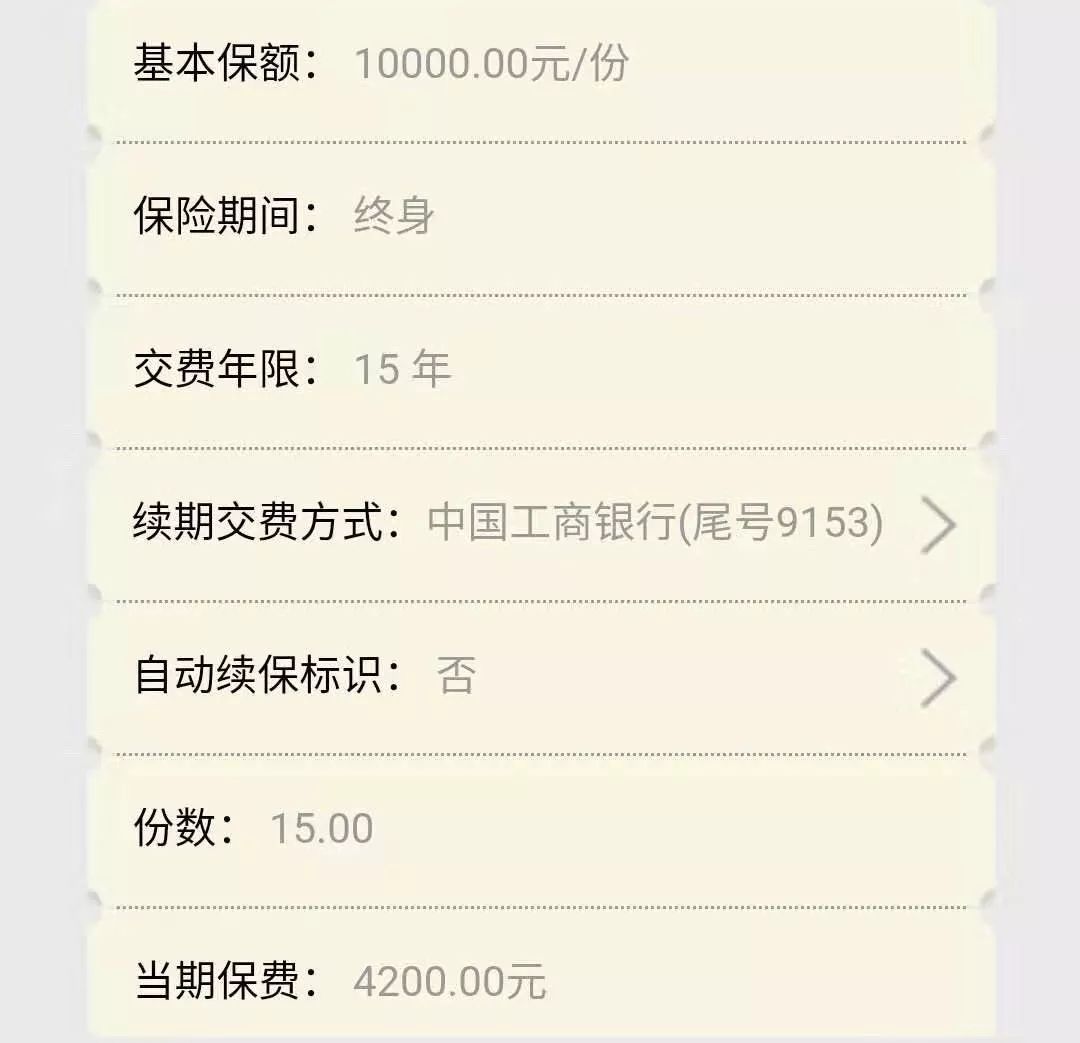 基本保额： 10000.00元/份
保险期间： 终身
交费年限： 15 年
续期交费方式：中国工商银行(尾号9153)
自动续保标识： 否
份数： 15.00
当期保费： 4200.00元